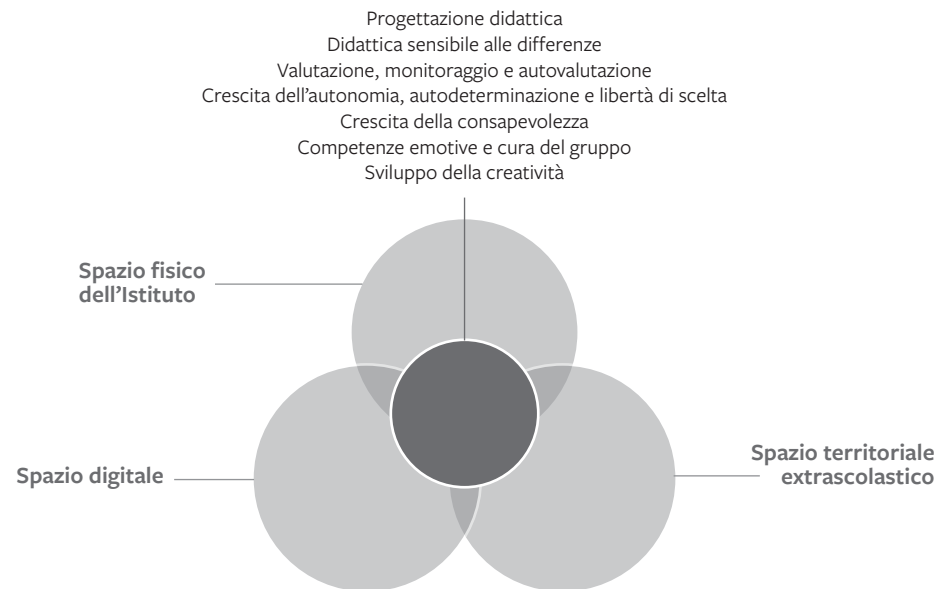 Progettazione didattica
Didattica sensibile alle differenze
Valutazione, monitoraggio e autovalutazione
Crescita dell’autonomia, autodeterminazione e libertà di scelta
Crescita della consapevolezza
Competenze emotive e cura del gruppo
Sviluppo della creatività
Spazio fisico
dell’Istituto
Spazio digitale
Spazio territoriale
extrascolastico